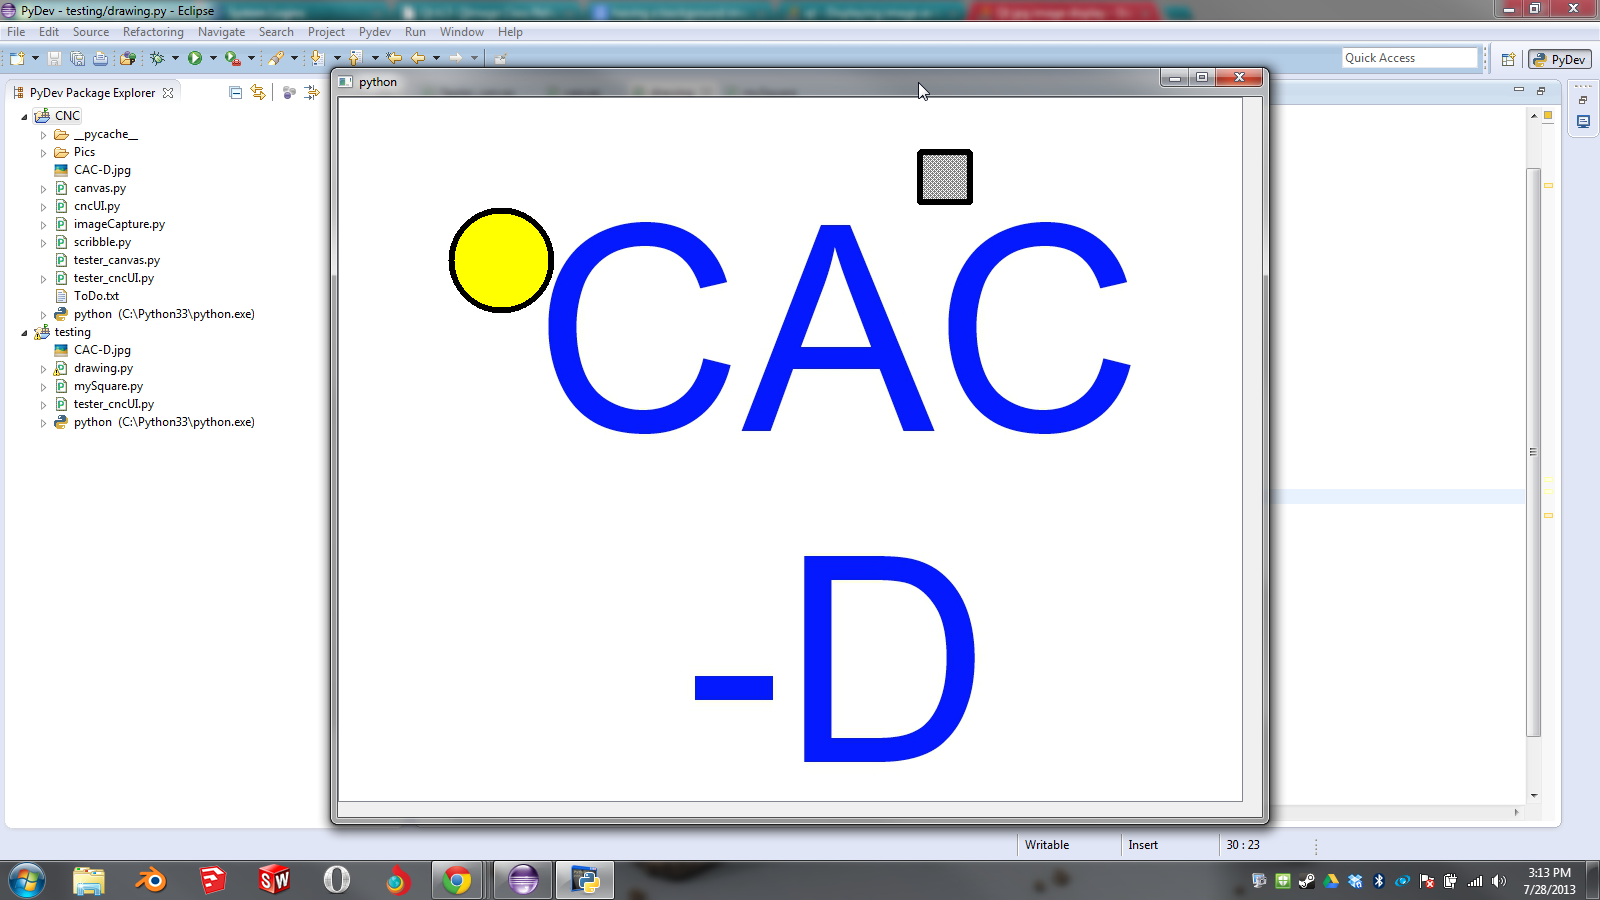 PyDev - testing/drawing.py - Eclipse
File Edit Source Refactoring Navigate Search Project Pydev Run Window Help
Quick Access
PyDev
PyDev Package Explorer
python
CNC
__pycache__
Pics
CAC-D.jpg
canvas.py
cncUI.py
imageCapture.py
scribble.py
tester_canvas.py
tester_cncUI.py
ToDo.txt
python (C:\Python33\python.exe)
testing
CAC-D.jpg
drawing.py
mySquare.py
tester_cncUI.py
python (C:\Python33\python.exe)
CAC
-D
Writable Insert 30 : 23
SW
3:13 PM
7/28/2013